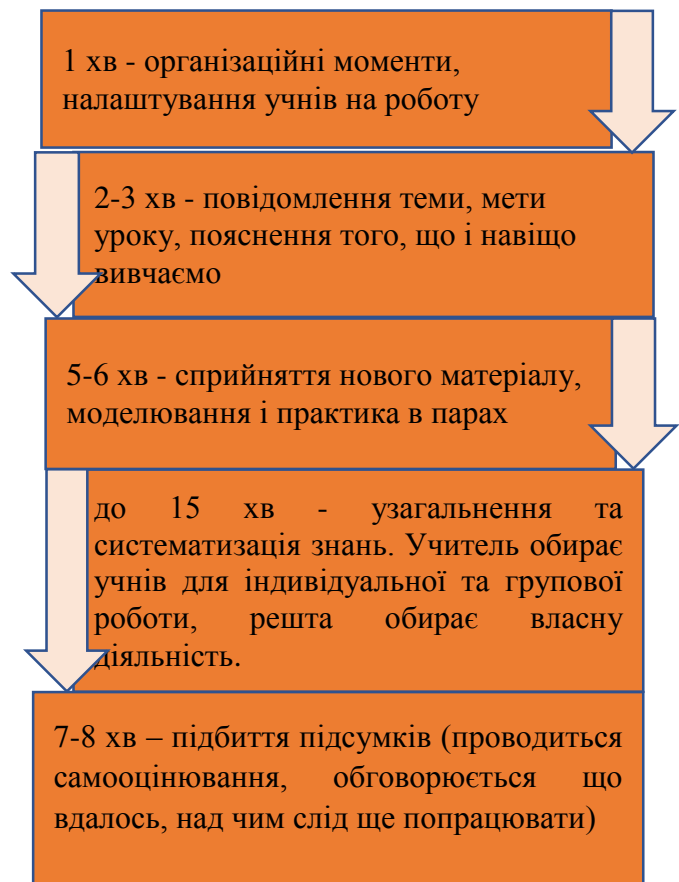 1 хв - організаційні моменти,
налаштування учнів на роботу
2-3 хв - повідомлення теми, мети
уроку, пояснення того, що і навіщо
вивчаємо
5-6 хв - сприйняття нового матеріалу,
моделювання і практика в парах
до 15 хв - узагальнення та
систематизація знань. Учитель обирає
учнів для індивідуальної та групової
роботи, решта обирає власну
діяльність.
7-8 хв – підбиття підсумків (проводиться
самооцінювання, обговорюється що
вдалось, над чим слід ще попрацювати)